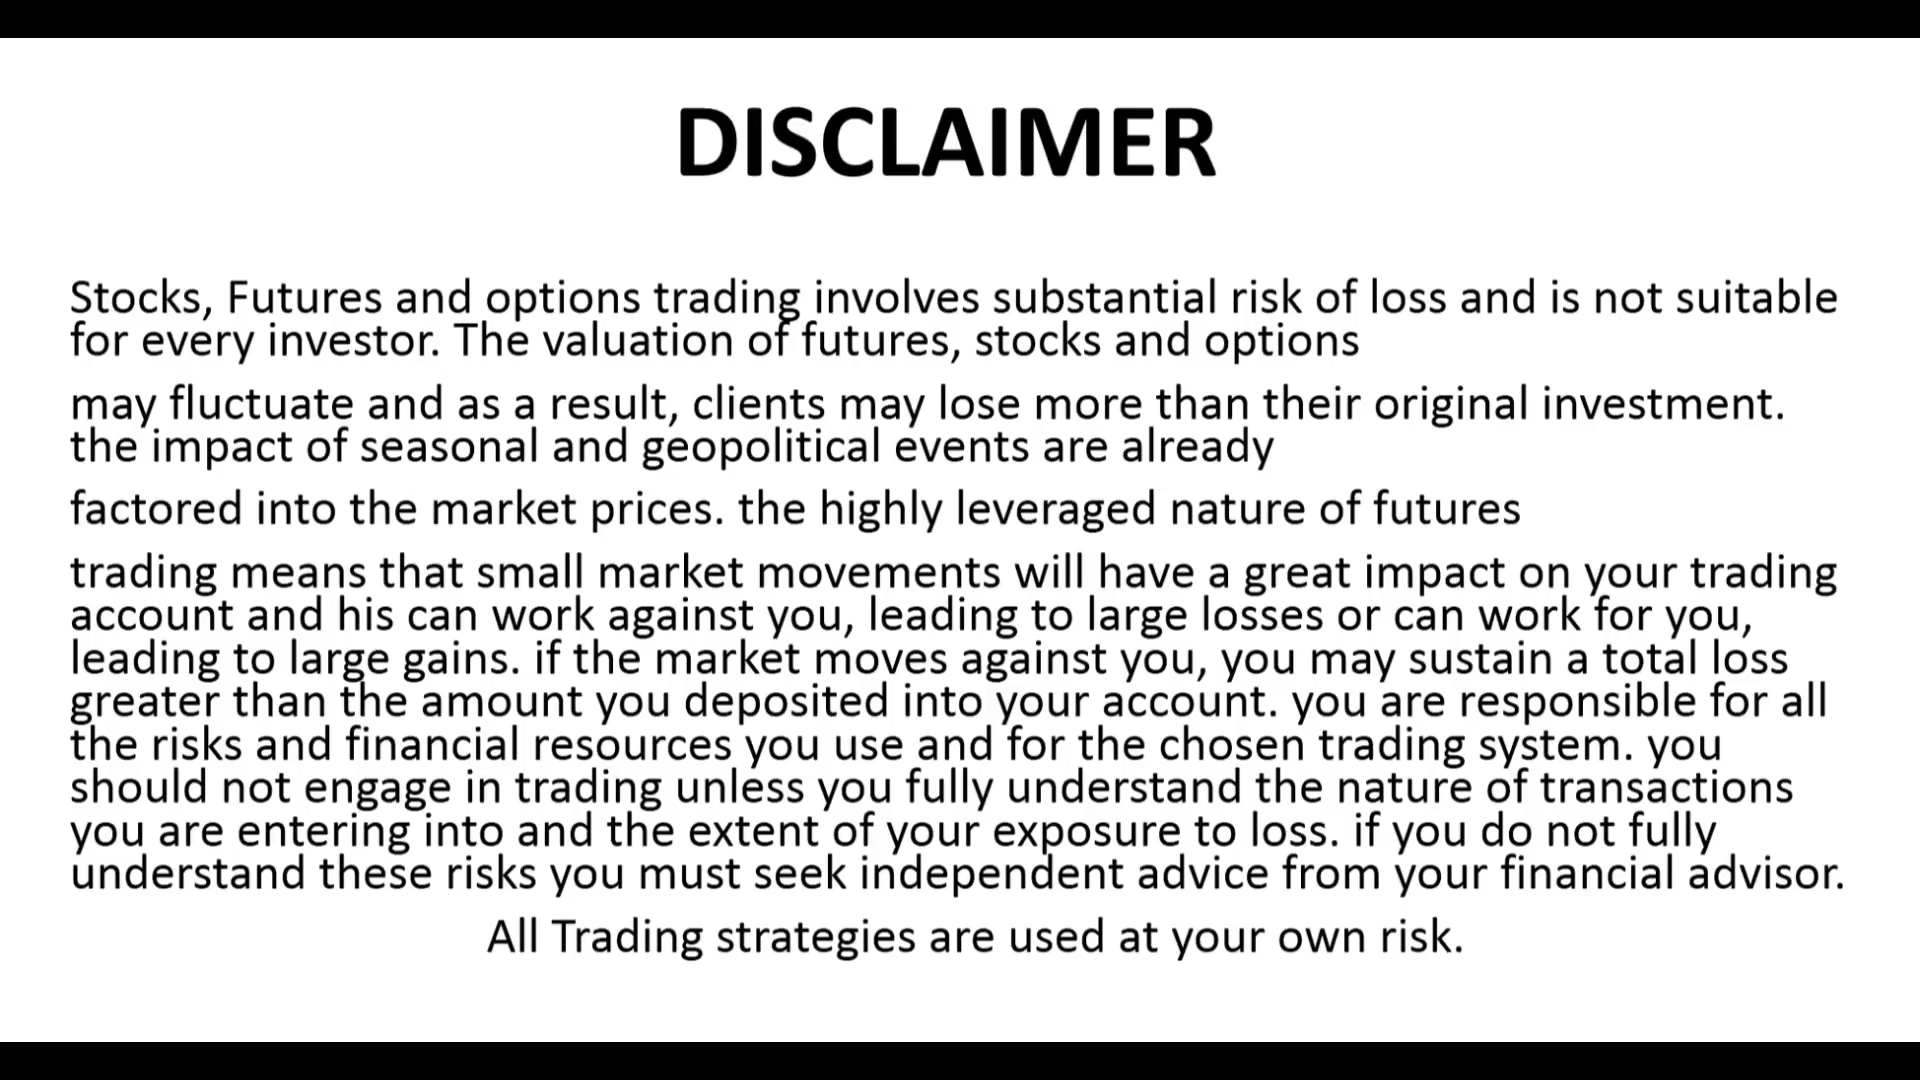 DISCLAIMER
Stocks, Futures and options trading involves substantial risk of loss and is not suitable
for every investor. The valuation of futures, stocks and options
may fluctuate and as a result, clients may lose more than their original investment.
the impact of seasonal and geopolitical events are already
factored into the market prices. the highly leveraged nature of futures
trading means that small market movements will have a great impact on your trading
account and his can work against you, leading to large losses or can work for you,
leading to large gains. if the market moves against you, you may sustain a total loss
greater than the amount you deposited into your account. you are responsible for all
the risks and financial resources you use and for the chosen trading system. you
should not engage in trading unless you fully understand the nature of transactions
you are entering into and the extent of your exposure to loss. if you do not fully
understand these risks you must seek independent advice from your financial advisor.
All Trading strategies are used at your own risk.